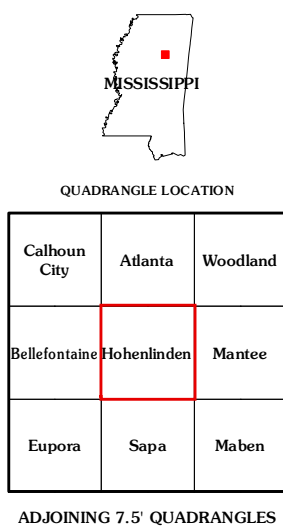 MISSISSIPPI
QUADRANGLE LOCATION
Calhoun
City
Atlanta
Woodland
Bellefontaine
Hohenlinden
Mantee
Eupora
Sapa
Maben
ADJOINING 7.5' QUADRANGLES